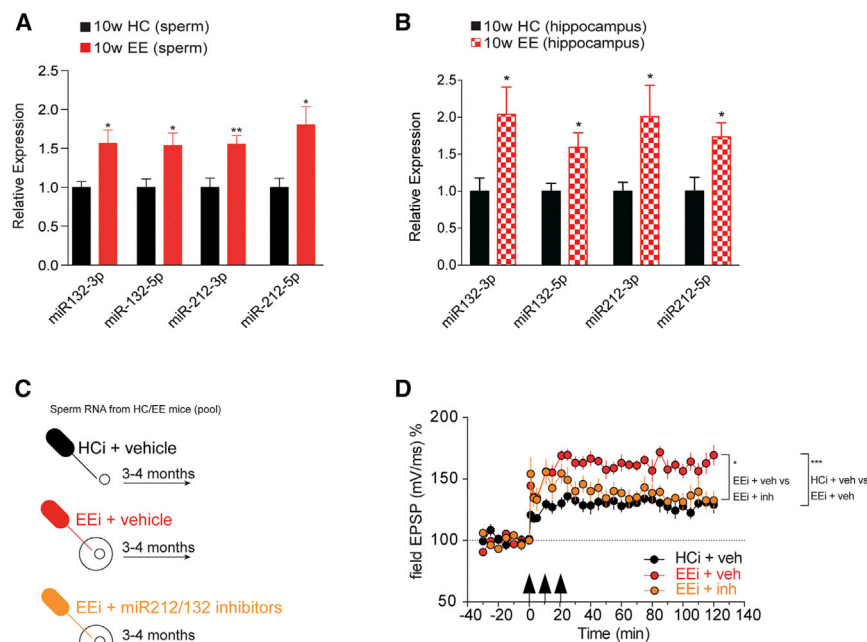 A
10w HC (sperm)
10w EE (sperm)
Relative Expression
2.5
2.0
1.5
1.0
0.5
0.0
* * ** *
miR132-3p
miR-132-5p
miR-212-3p
miR-212-5p
B
10w HC (hippocampus)
10w EE (hippocampus)
Relative Expression
2.5
2.0
1.5
1.0
0.5
0.0
* * * *
miR132-3p
miR132-5p
miR212-3p
miR212-5p
C
Sperm RNA from HC/EE mice (pool)
HCi + vehicle
3-4 months
EEi + vehicle
3-4 months
EEi + miR212/132 inhibitors
3-4 months
D
field EPSP (mV/ms) %
200
150
100
50
-40 -20 0 20 40 60 80 100 120 140
Time (min)
HCi + veh
EEi + veh
EEi + inh
*
EEi + veh vs
EEi + inh
***
HCi + veh vs
EEi + veh